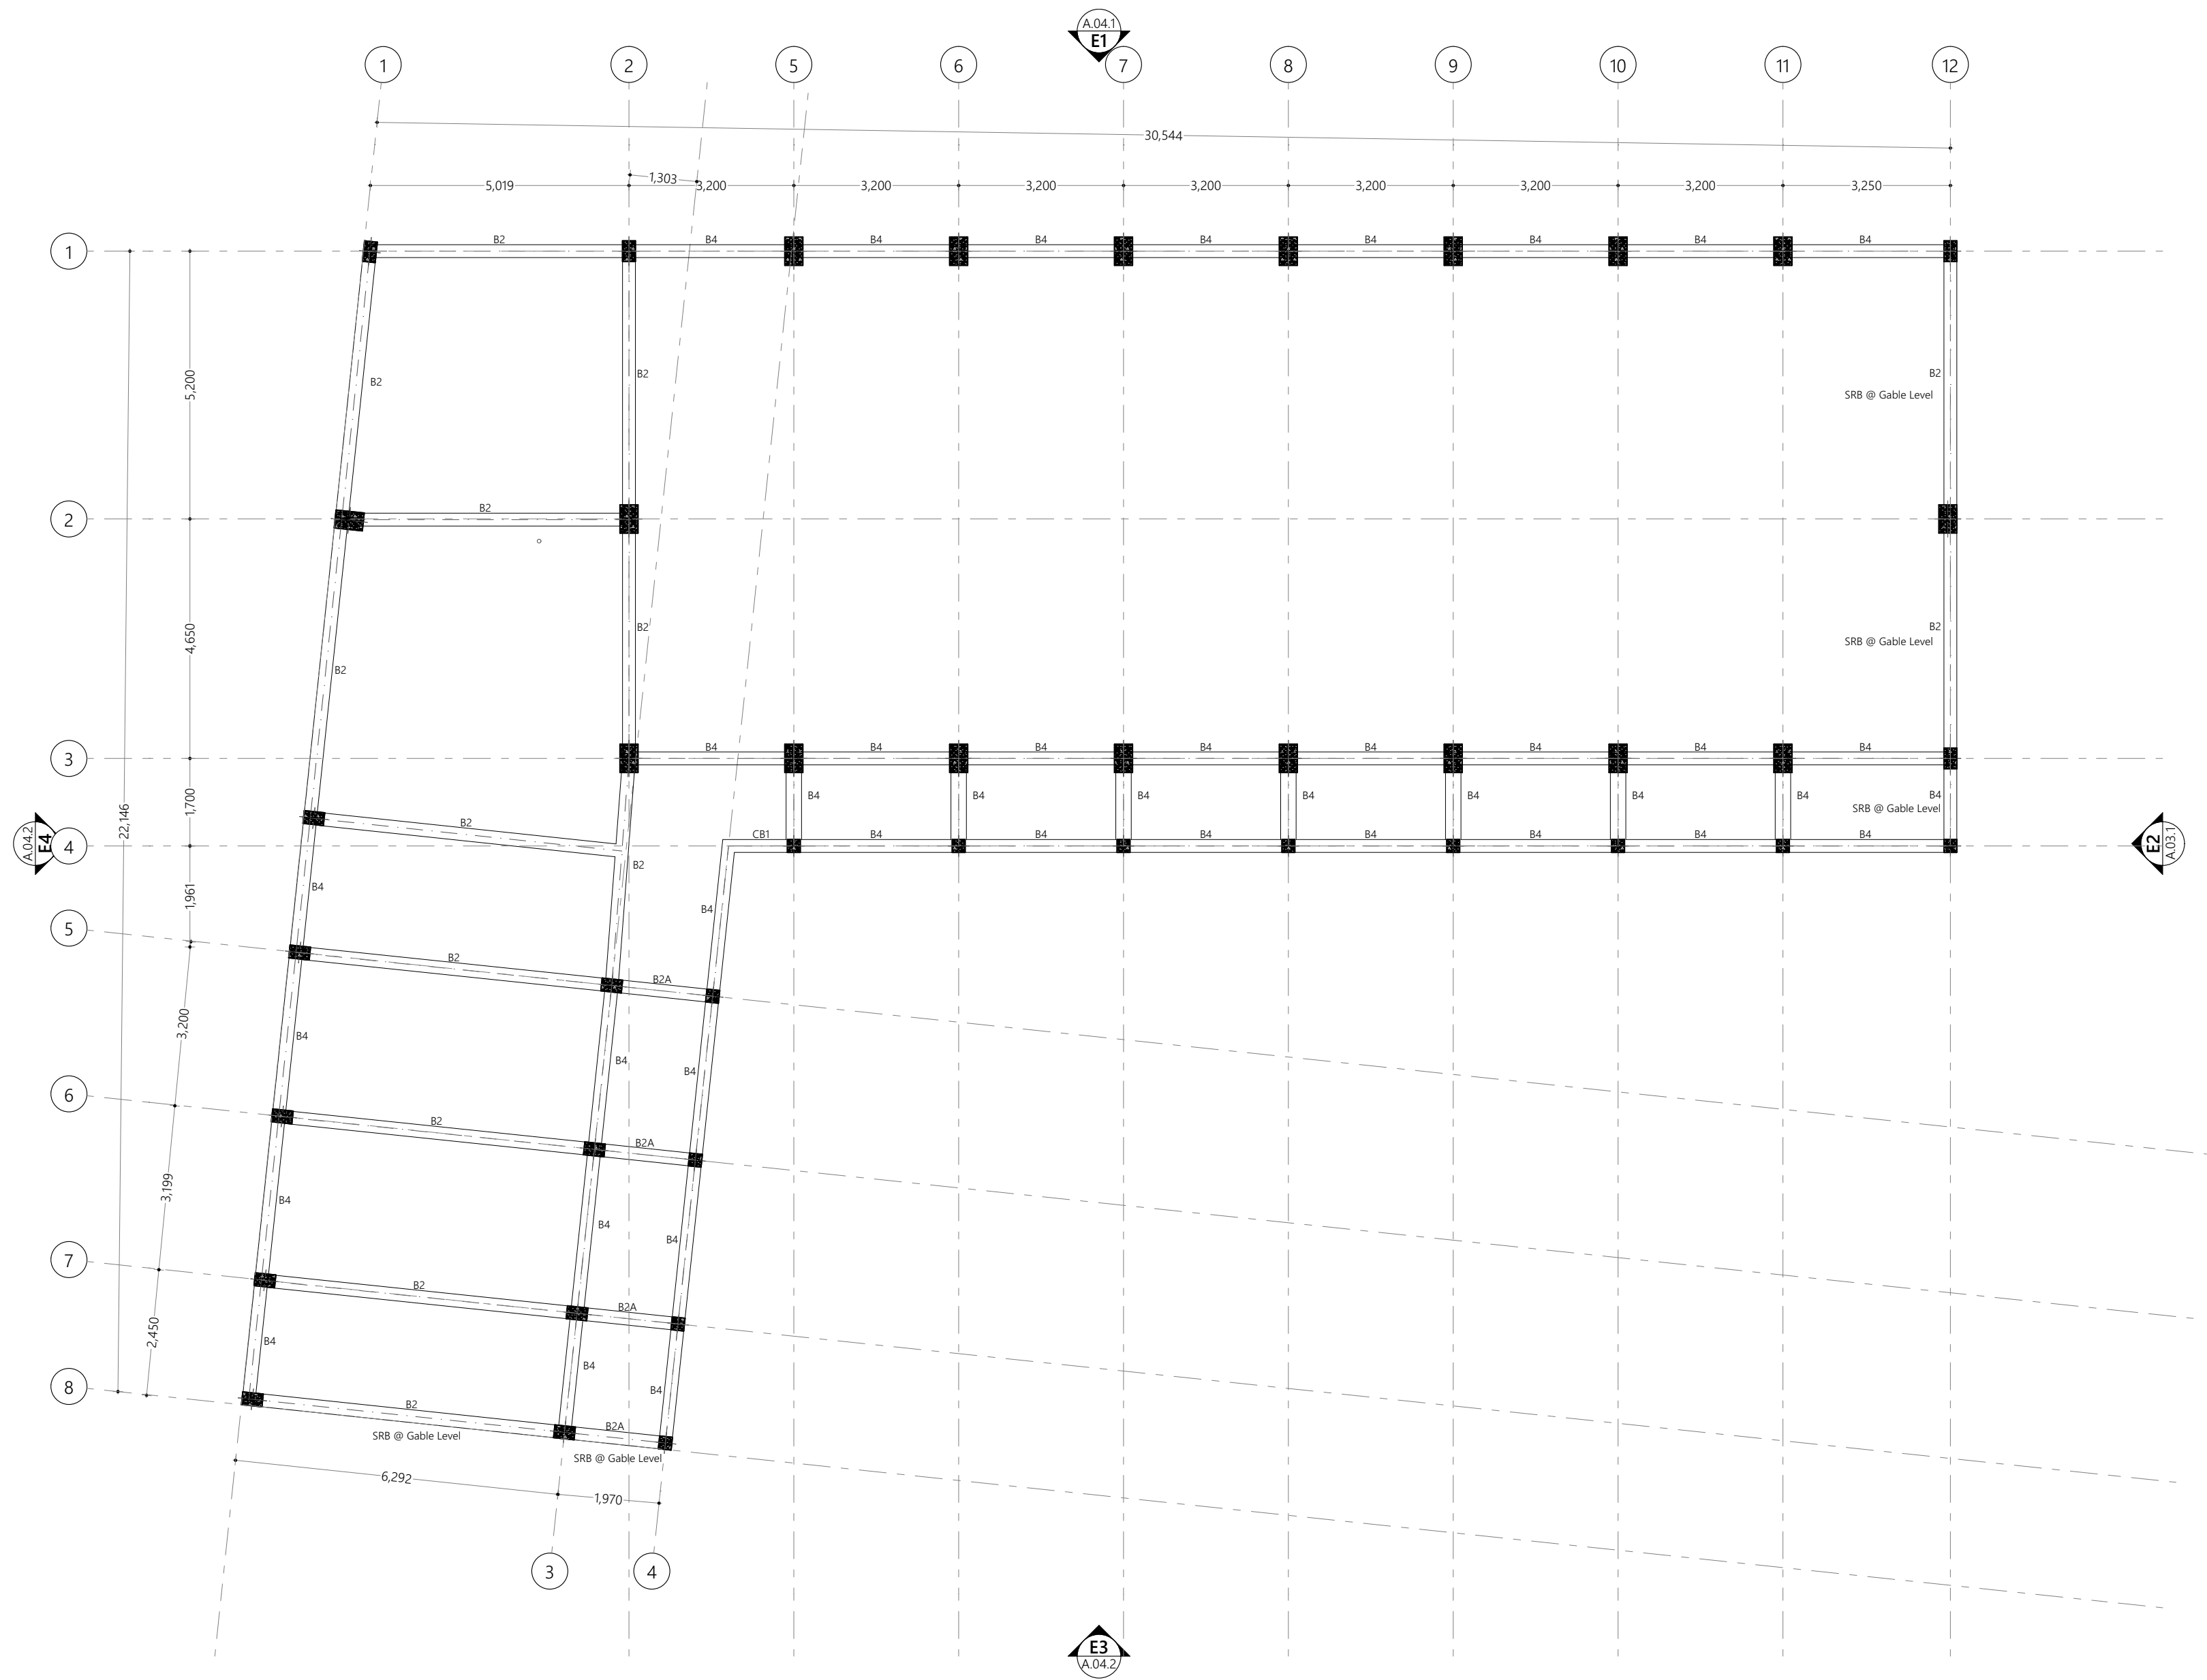 A.04.1
E1
1 2 5 6 7 8 9 10 11 12
30,544
1,303
5,019 3,200 3,200 3,200 3,200 3,200 3,200 3,200 3,250
1
B2 B4 B4 B4 B4 B4 B4 B4 B4
5,200
B2 B2 B2
SRB @ Gable Level
2
B2
4,650
B2 B2
SRB @ Gable Level
B2
3
B4 B4 B4 B4 B4 B4 B4 B4
1,700
B4 B4 B4 B4 B4 B4 B4 B4
SRB @ Gable Level
22,146
B2
CB1 B4 B4 B4 B4 B4 B4 B4
A.04.2
E4
4
E2
A.03.1
B2
1,961
B4 B4
5
B2 B2A
3,200
B4 B4 B4
6
B2 B2A
3,199
B4 B4 B4
7
B2 B2A
2,450
B4 B4 B4
8
B2 B2A
SRB @ Gable Level
SRB @ Gable Level
6,292
1,970
3 4
E3
A.04.2